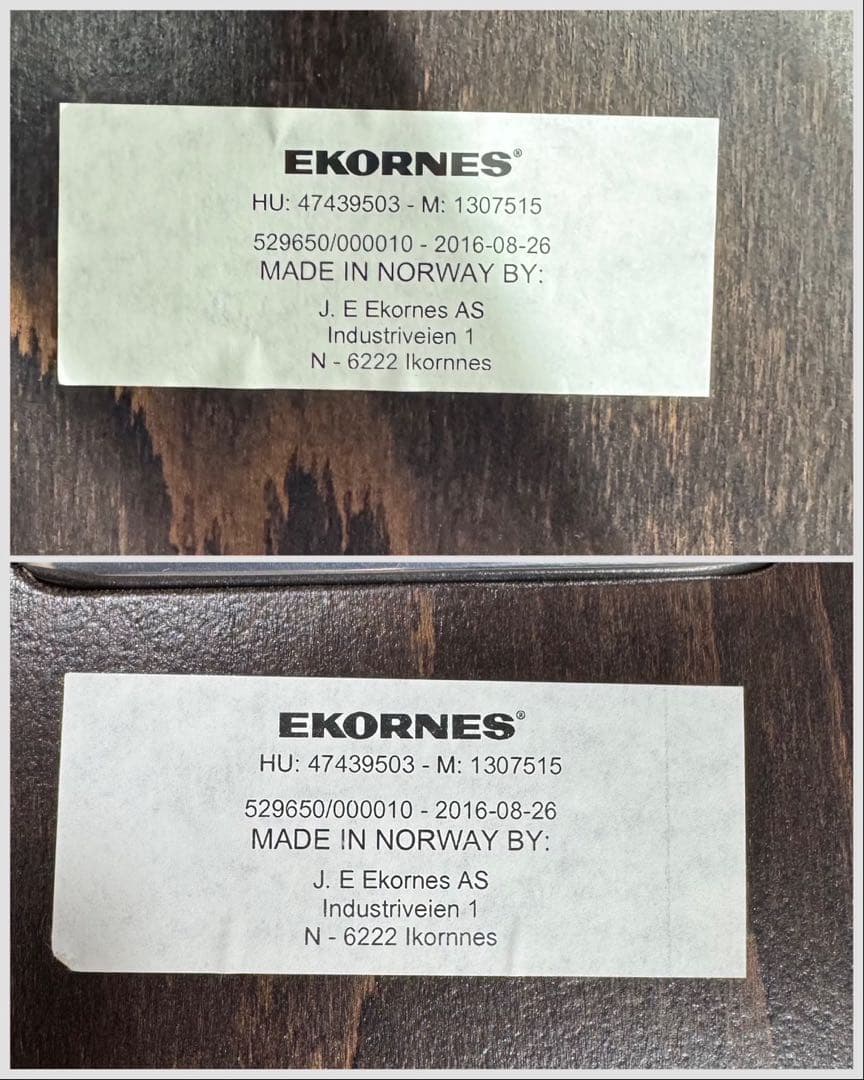 EKORNES®
HU: 47439503 - M: 1307515
529650/000010 - 2016-08-26
MADE IN NORWAY BY:
J. E Ekornes AS
Industriveien 1
N - 6222 Ikornnes
EKORNES®
HU: 47439503 - M: 1307515
529650/000010 - 2016-08-26
MADE IN NORWAY BY:
J. E Ekornes AS
Industriveien 1
N - 6222 Ikornnes